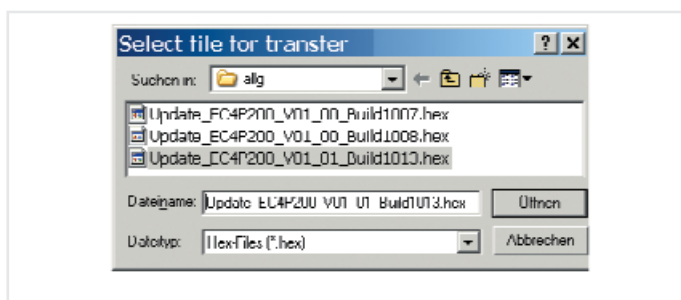 Select file for transfer
Suchen in: allg
Update_EC4P200_V01_00_Build1007.hex
Update_EC4P200_V01_00_Build1008.hex
Update_EC4P200_V01_01_Build1013.hex
Dateiname: Update_EC4P200_V01_01_Build1013.hex Öffnen
Dateityp: Hex-Files (*.hex) Abbrechen